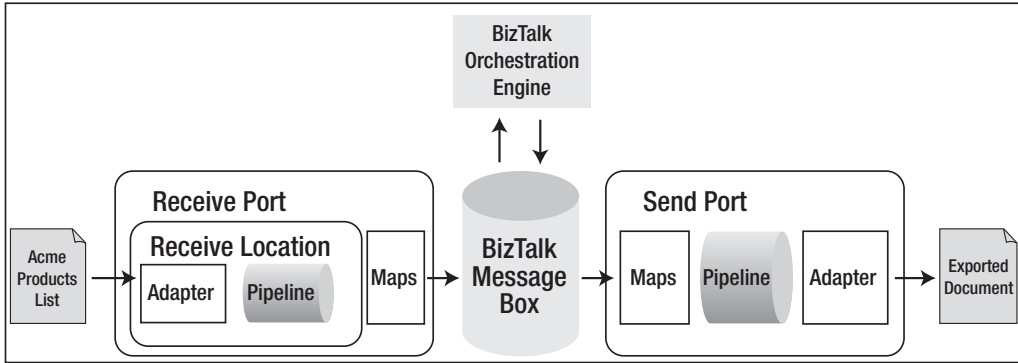 BizTalk
Orchestration
Engine
Receive Port
Receive Location
Acme
Products
List
Adapter
Pipeline
Maps
BizTalk
Message
Box
Send Port
Maps
Pipeline
Adapter
Exported
Document